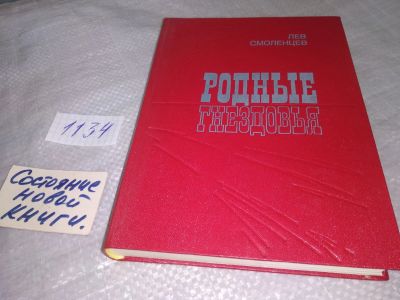 ЛЕВ
СМОЛЕНЦЕВ
РОДНЫЕ
ГНЕЗДОВЬЯ
1134
Состояние
новой
книги.